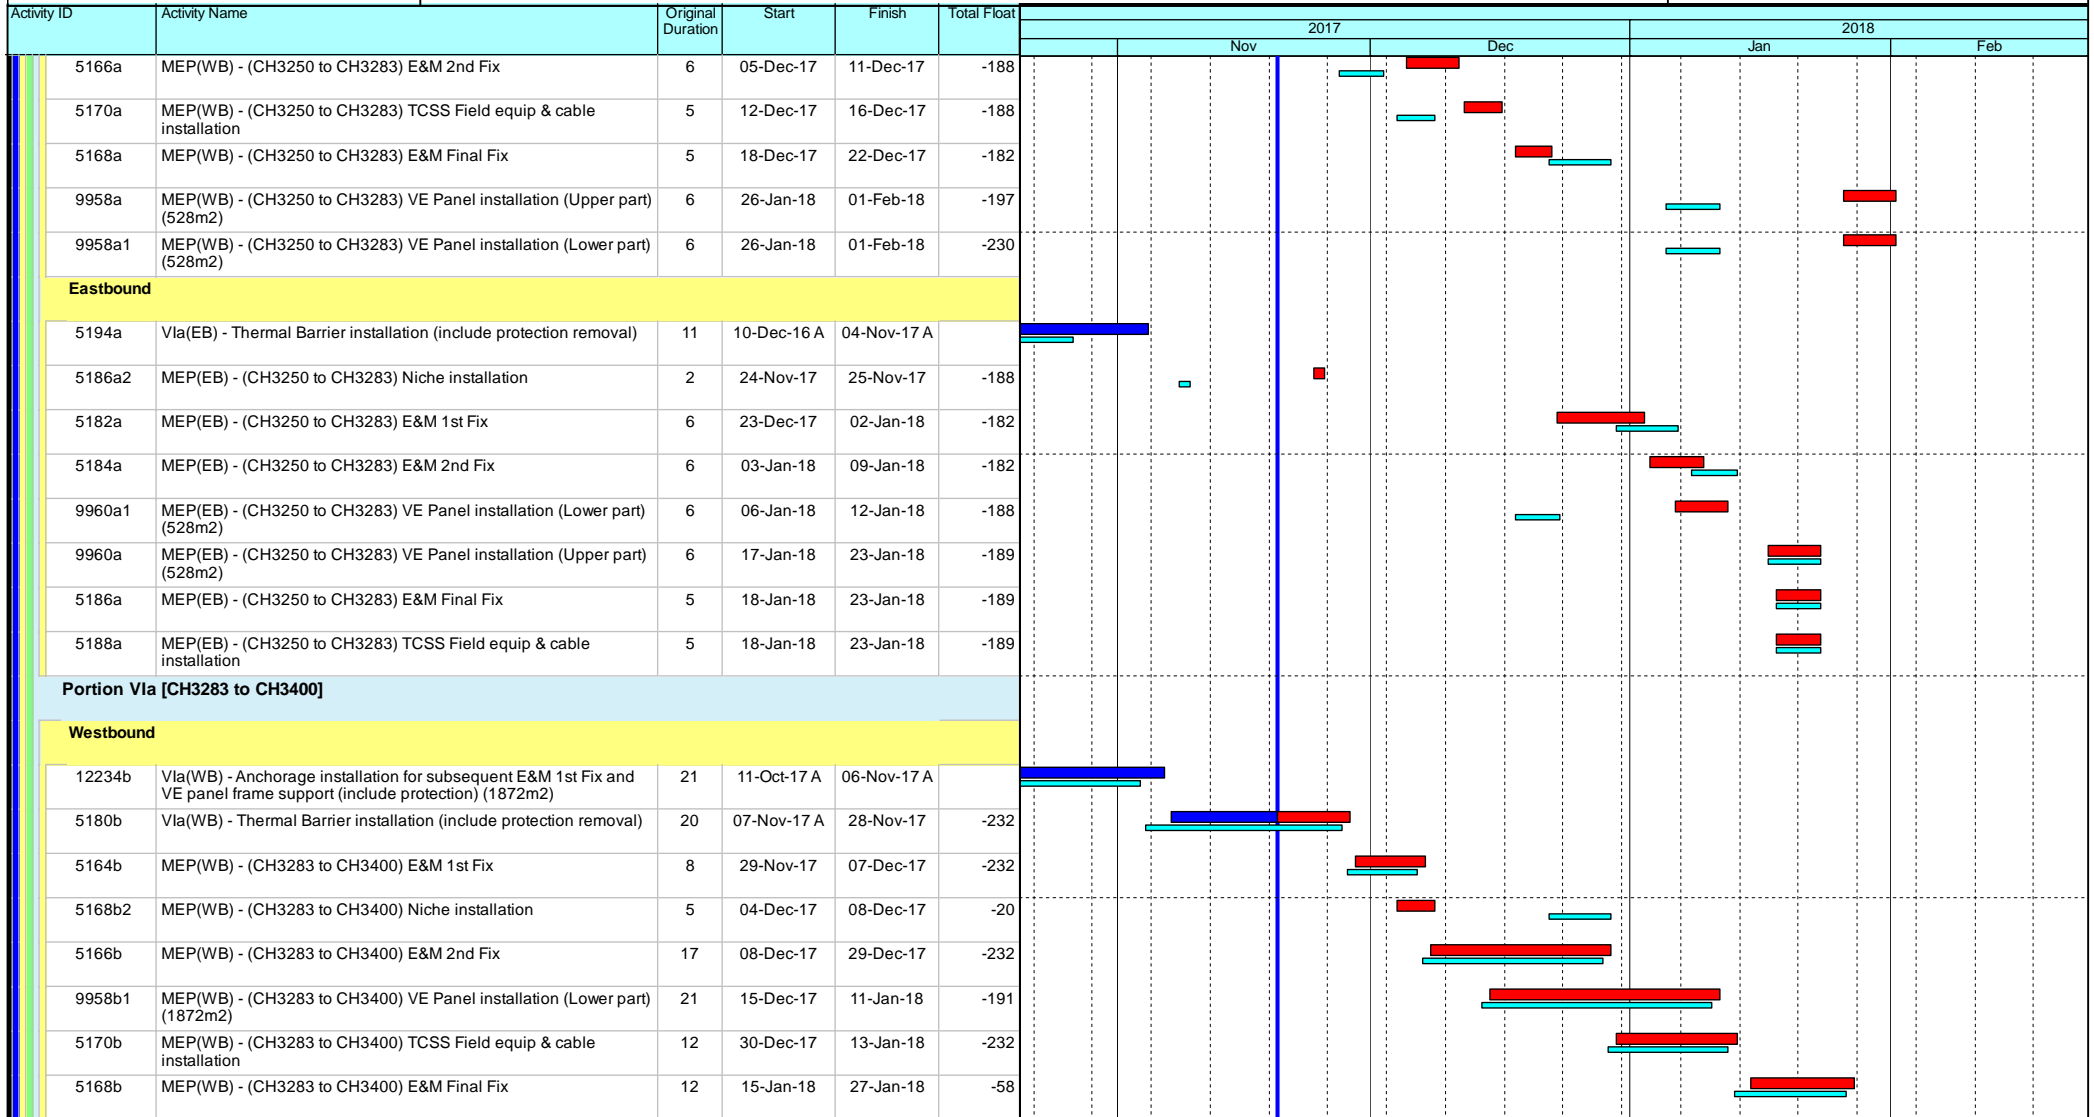 Activity ID Activity Name Original Start Finish Total Float
Duration
2017 2018
Nov Dec Jan Feb
5166a MEP(WB) - (CH3250 to CH3283) E&M 2nd Fix 6 05-Dec-17 11-Dec-17 -188
5170a MEP(WB) - (CH3250 to CH3283) TCSS Field equip & cable 5 12-Dec-17 16-Dec-17 -188
installation
5168a MEP(WB) - (CH3250 to CH3283) E&M Final Fix 5 18-Dec-17 22-Dec-17 -182
9958a MEP(WB) - (CH3250 to CH3283) VE Panel installation (Upper part) 6 26-Jan-18 01-Feb-18 -197
(528m2)
9958a1 MEP(WB) - (CH3250 to CH3283) VE Panel installation (Lower part) 6 26-Jan-18 01-Feb-18 -230
(528m2)
Eastbound
5194a VIa(EB) - Thermal Barrier installation (include protection removal) 11 10-Dec-16 A 04-Nov-17 A
5186a2 MEP(EB) - (CH3250 to CH3283) Niche installation 2 24-Nov-17 25-Nov-17 -188
5182a MEP(EB) - (CH3250 to CH3283) E&M 1st Fix 6 23-Dec-17 02-Jan-18 -182
5184a MEP(EB) - (CH3250 to CH3283) E&M 2nd Fix 6 03-Jan-18 09-Jan-18 -182
9960a1 MEP(EB) - (CH3250 to CH3283) VE Panel installation (Lower part) 6 06-Jan-18 12-Jan-18 -188
(528m2)
9960a MEP(EB) - (CH3250 to CH3283) VE Panel installation (Upper part) 6 17-Jan-18 23-Jan-18 -189
(528m2)
5186a MEP(EB) - (CH3250 to CH3283) E&M Final Fix 5 18-Jan-18 23-Jan-18 -189
5188a MEP(EB) - (CH3250 to CH3283) TCSS Field equip & cable 5 18-Jan-18 23-Jan-18 -189
installation
Portion VIa [CH3283 to CH3400]
Westbound
12234b VIa(WB) - Anchorage installation for subsequent E&M 1st Fix and 21 11-Oct-17 A 06-Nov-17 A
VE panel frame support (include protection) (1872m2)
5180b VIa(WB) - Thermal Barrier installation (include protection removal) 20 07-Nov-17 A 28-Nov-17 -232
5164b MEP(WB) - (CH3283 to CH3400) E&M 1st Fix 8 29-Nov-17 07-Dec-17 -232
5168b2 MEP(WB) - (CH3283 to CH3400) Niche installation 5 04-Dec-17 08-Dec-17 -20
5166b MEP(WB) - (CH3283 to CH3400) E&M 2nd Fix 17 08-Dec-17 29-Dec-17 -232
9958b1 MEP(WB) - (CH3283 to CH3400) VE Panel installation (Lower part) 21 15-Dec-17 11-Jan-18 -191
(1872m2)
5170b MEP(WB) - (CH3283 to CH3400) TCSS Field equip & cable 12 30-Dec-17 13-Jan-18 -232
installation
5168b MEP(WB) - (CH3283 to CH3400) E&M Final Fix 12 15-Jan-18 27-Jan-18 -58